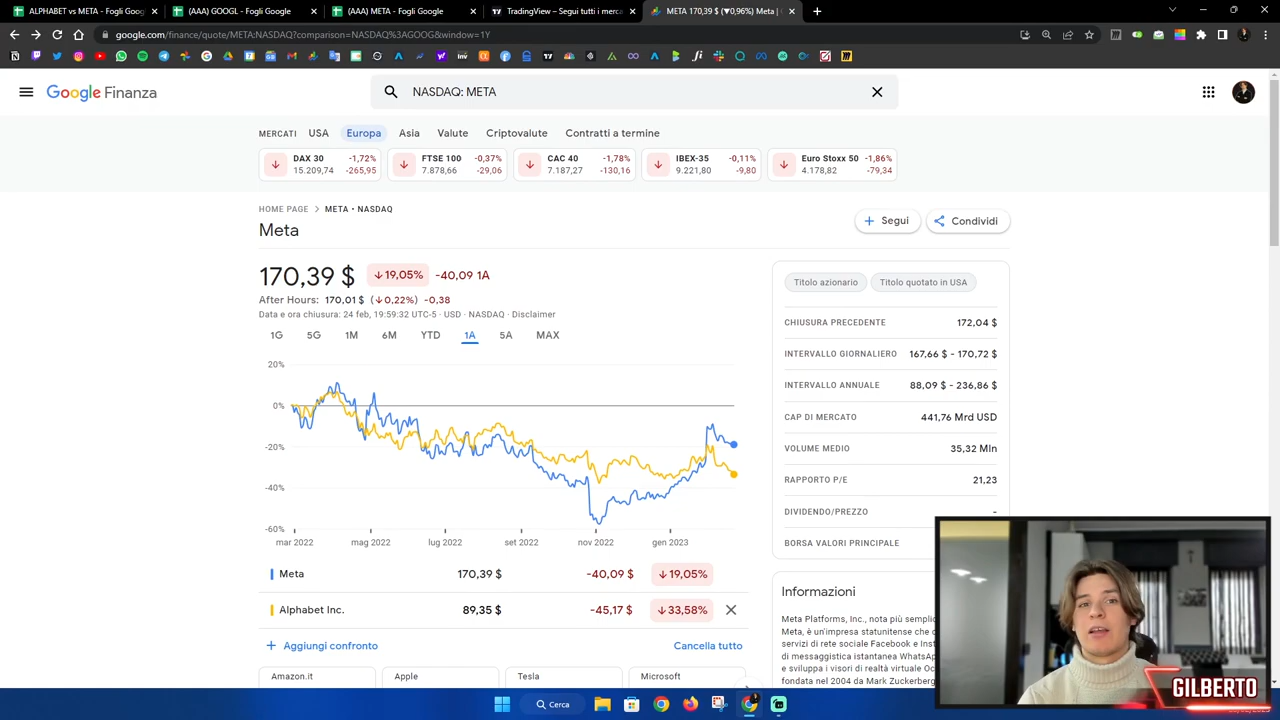 ALPHABET vs META - Fogli Goog
(AAA) GOOGL - Fogli Google
(AAA) META - Fogli Google
TradingView – Segui tutti i merca
META 170,39 $ (▼0,96%) Meta |
google.com/finance/quote/META:NASDAQ?comparison=NASDAQ%3AGOOG&window=1Y
Google Finanza
NASDAQ: META
MERCATI USA Europa Asia Valute Criptovalute Contratti a termine
DAX 30 -1,72%
15.209,74 -265,95
FTSE 100 -0,37%
7.878,66 -29,06
CAC 40 -1,78%
7.187,27 -130,16
IBEX-35 -0,11%
9.221,80 -9,80
Euro Stoxx 50 -1,86%
4.178,82 -79,34
HOME PAGE > META • NASDAQ
Meta
+ Segui
Condividi
170,39 $ ↓19,05% -40,09 1A
After Hours: 170,01 $ (↓0,22%) -0,38
Data e ora chiusura: 24 feb, 19:59:32 UTC-5 · USD · NASDAQ · Disclaimer
1G 5G 1M 6M YTD 1A 5A MAX
20%
0%
-20%
-40%
-60%
mar 2022 mag 2022 lug 2022 set 2022 nov 2022 gen 2023
Meta 170,39 $ -40,09 $ ↓19,05%
Alphabet Inc. 89,35 $ -45,17 $ ↓33,58%
+ Aggiungi confronto Cancella tutto
Amazon.it Apple Tesla Microsoft
Titolo azionario Titolo quotato in USA
CHIUSURA PRECEDENTE 172,04 $
INTERVALLO GIORNALIERO 167,66 $ - 170,72 $
INTERVALLO ANNUALE 88,09 $ - 236,86 $
CAP DI MERCATO 441,76 Mrd USD
VOLUME MEDIO 35,32 Mln
RAPPORTO P/E 21,23
DIVIDENDO/PREZZO -
BORSA VALORI PRINCIPALE
Informazioni
Meta Platforms, Inc., nota più semplic
Meta, è un'impresa statunitense che c
servizi di rete sociale Facebook e Inst
di messaggistica istantanea WhatsAp
e sviluppa i visori di realtà virtuale Oc
fondata nel 2004 da Mark Zuckerberg
GILBERTO
Cerca